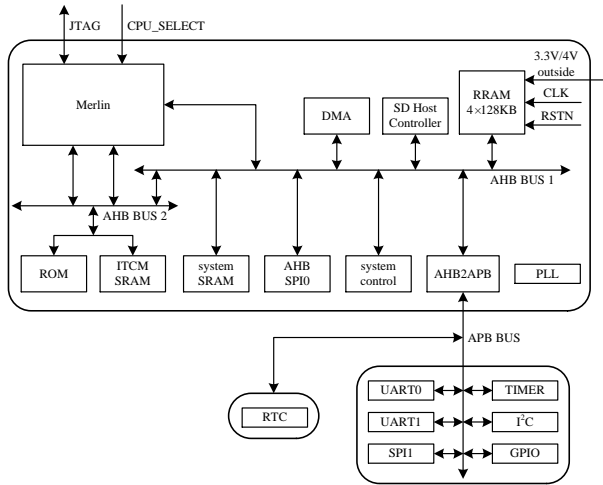 JTAG
CPU_SELECT
3.3V/4V
outside
CLK
RSTN
Merlin
DMA
SD Host
Controller
RRAM
4×128KB
AHB BUS 1
AHB BUS 2
ROM
ITCM
SRAM
system
SRAM
AHB
SPI0
system
control
AHB2APB
PLL
APB BUS
RTC
UART0
TIMER
UART1
I²C
SPI1
GPIO